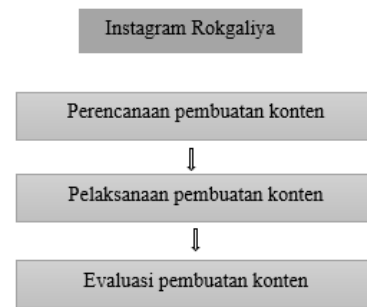 Instagram Rokgaliya
Perencanaan pembuatan konten
Pelaksanaan pembuatan konten
Evaluasi pembuatan konten